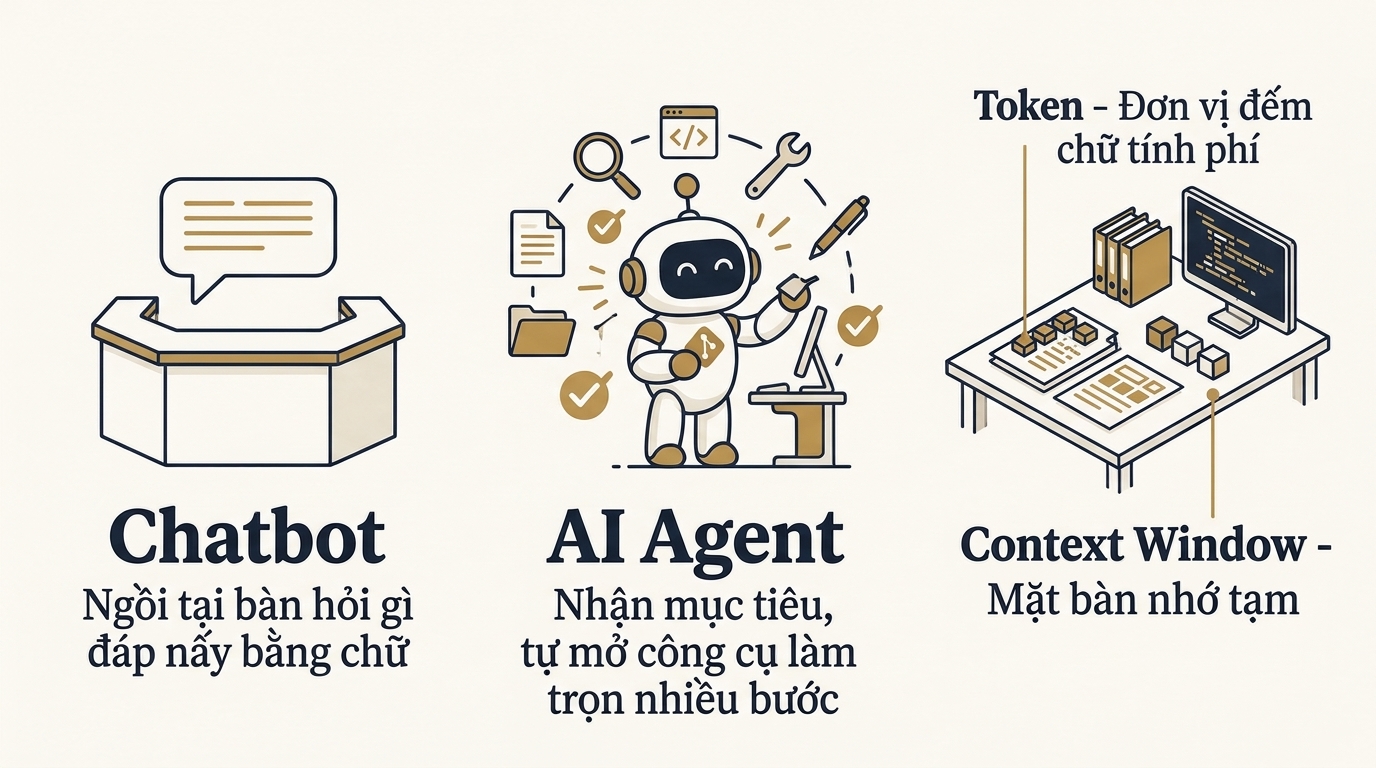 Chatbot
Ngồi tại bàn hỏi gì
đáp nấy bằng chữ
AI Agent
Nhận mục tiêu,
tự mở công cụ làm
trọn nhiều bước
Token – Đơn vị đếm
chữ tính phí
Context Window -
Mặt bàn nhớ tạm